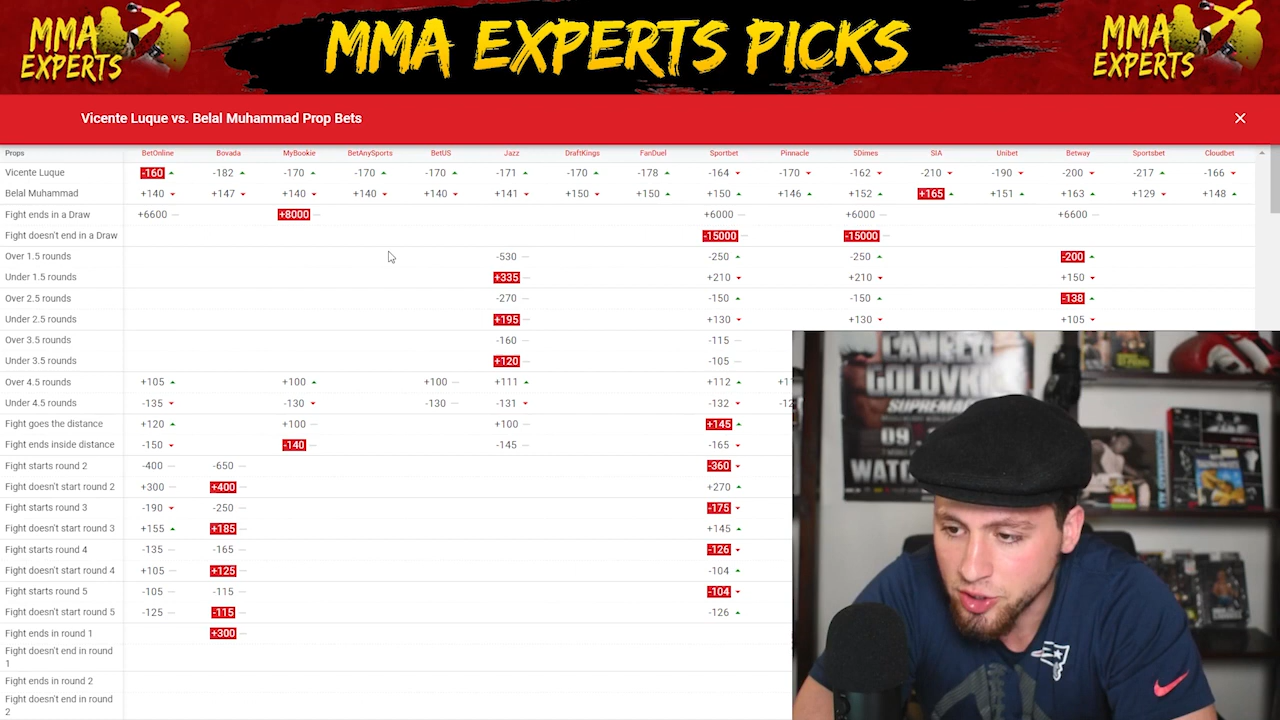 MMA EXPERTS
MMA EXPERTS PICKS
MMA EXPERTS
Vicente Luque vs. Belal Muhammad Prop Bets ×
Props BetOnline Bovada MyBookie BetAnySports BetUS Jazz DraftKings FanDuel Sportbet Pinnacle 5Dimes SIA Unibet Betway Sportsbet Cloudbet
Vicente Luque -160 -182 -170 -170 -170 -171 -170 -178 -164 -170 -162 -210 -190 -200 -217 -166
Belal Muhammad +140 +147 +140 +140 +140 +141 +150 +150 +150 +146 +152 +165 +151 +163 +129 +148
Fight ends in a Draw +6600 +8000 +6000 +6000 +6600
Fight doesn't end in a Draw -15000 -15000
Over 1.5 rounds -530 -250 -250 -200
Under 1.5 rounds +335 +210 +210 +150
Over 2.5 rounds -270 -150 -150 -138
Under 2.5 rounds +195 +130 +130 +105
Over 3.5 rounds -160 -115
Under 3.5 rounds +120 -105
Over 4.5 rounds +105 +100 +100 +111 +112
Under 4.5 rounds -135 -130 -130 -131 -132
Fight goes the distance +120 +100 +100 +145
Fight ends inside distance -150 -140 -145 -165
Fight starts round 2 -400 -650 -360
Fight doesn't start round 2 +300 +400 +270
Fight starts round 3 -190 -250 -175
Fight doesn't start round 3 +155 +185 +145
Fight starts round 4 -135 -165 -126
Fight doesn't start round 4 +105 +125 -104
Fight starts round 5 -105 -115 -104
Fight doesn't start round 5 -125 -115 -126
Fight ends in round 1 +300
Fight doesn't end in round
1
Fight ends in round 2
Fight doesn't end in round
2
CANELO
GOLOVKIN
SUPREMACY
09